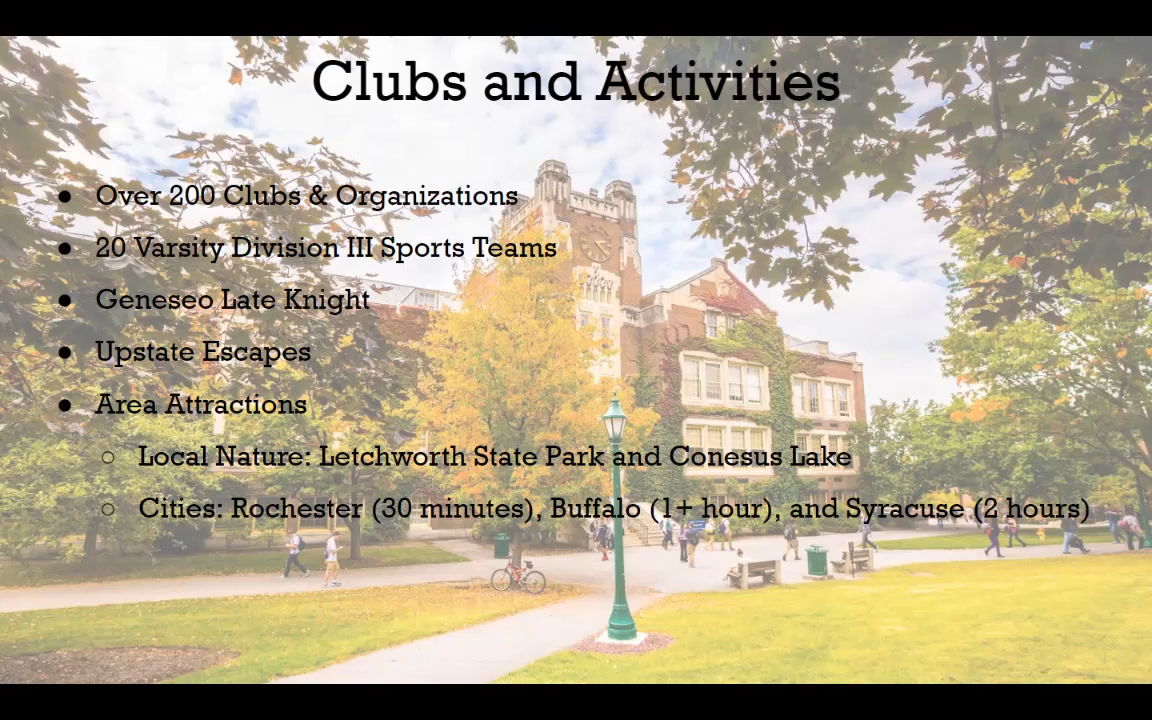 Clubs and Activities
● Over 200 Clubs & Organizations
● 20 Varsity Division III Sports Teams
● Geneseo Late Knight
● Upstate Escapes
● Area Attractions
○ Local Nature: Letchworth State Park and Conesus Lake
○ Cities: Rochester (30 minutes), Buffalo (1+ hour), and Syracuse (2 hours)